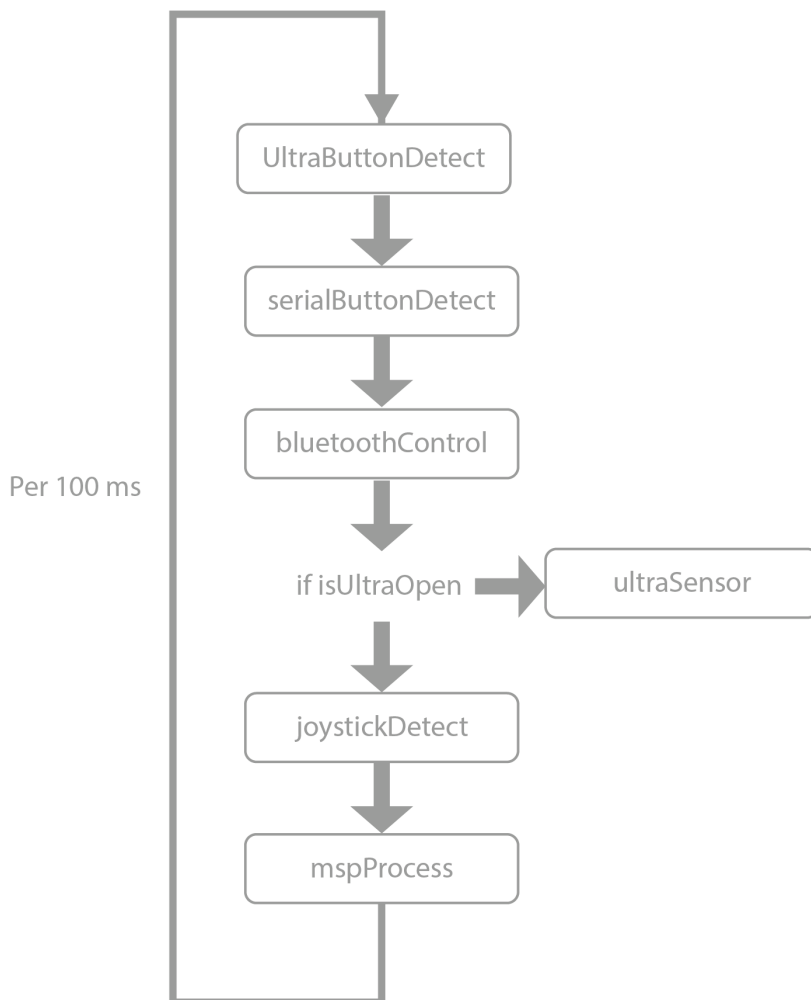 UltraButtonDetect
serialButtonDetect
bluetoothControl
Per 100 ms
if isUltraOpen
ultraSensor
joystickDetect
mspProcess